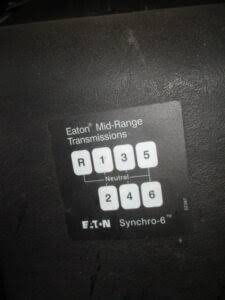 Eaton® Mid-Range
Transmissions
R 1 3 5
Neutral
2 4 6
EATON Synchro-6™